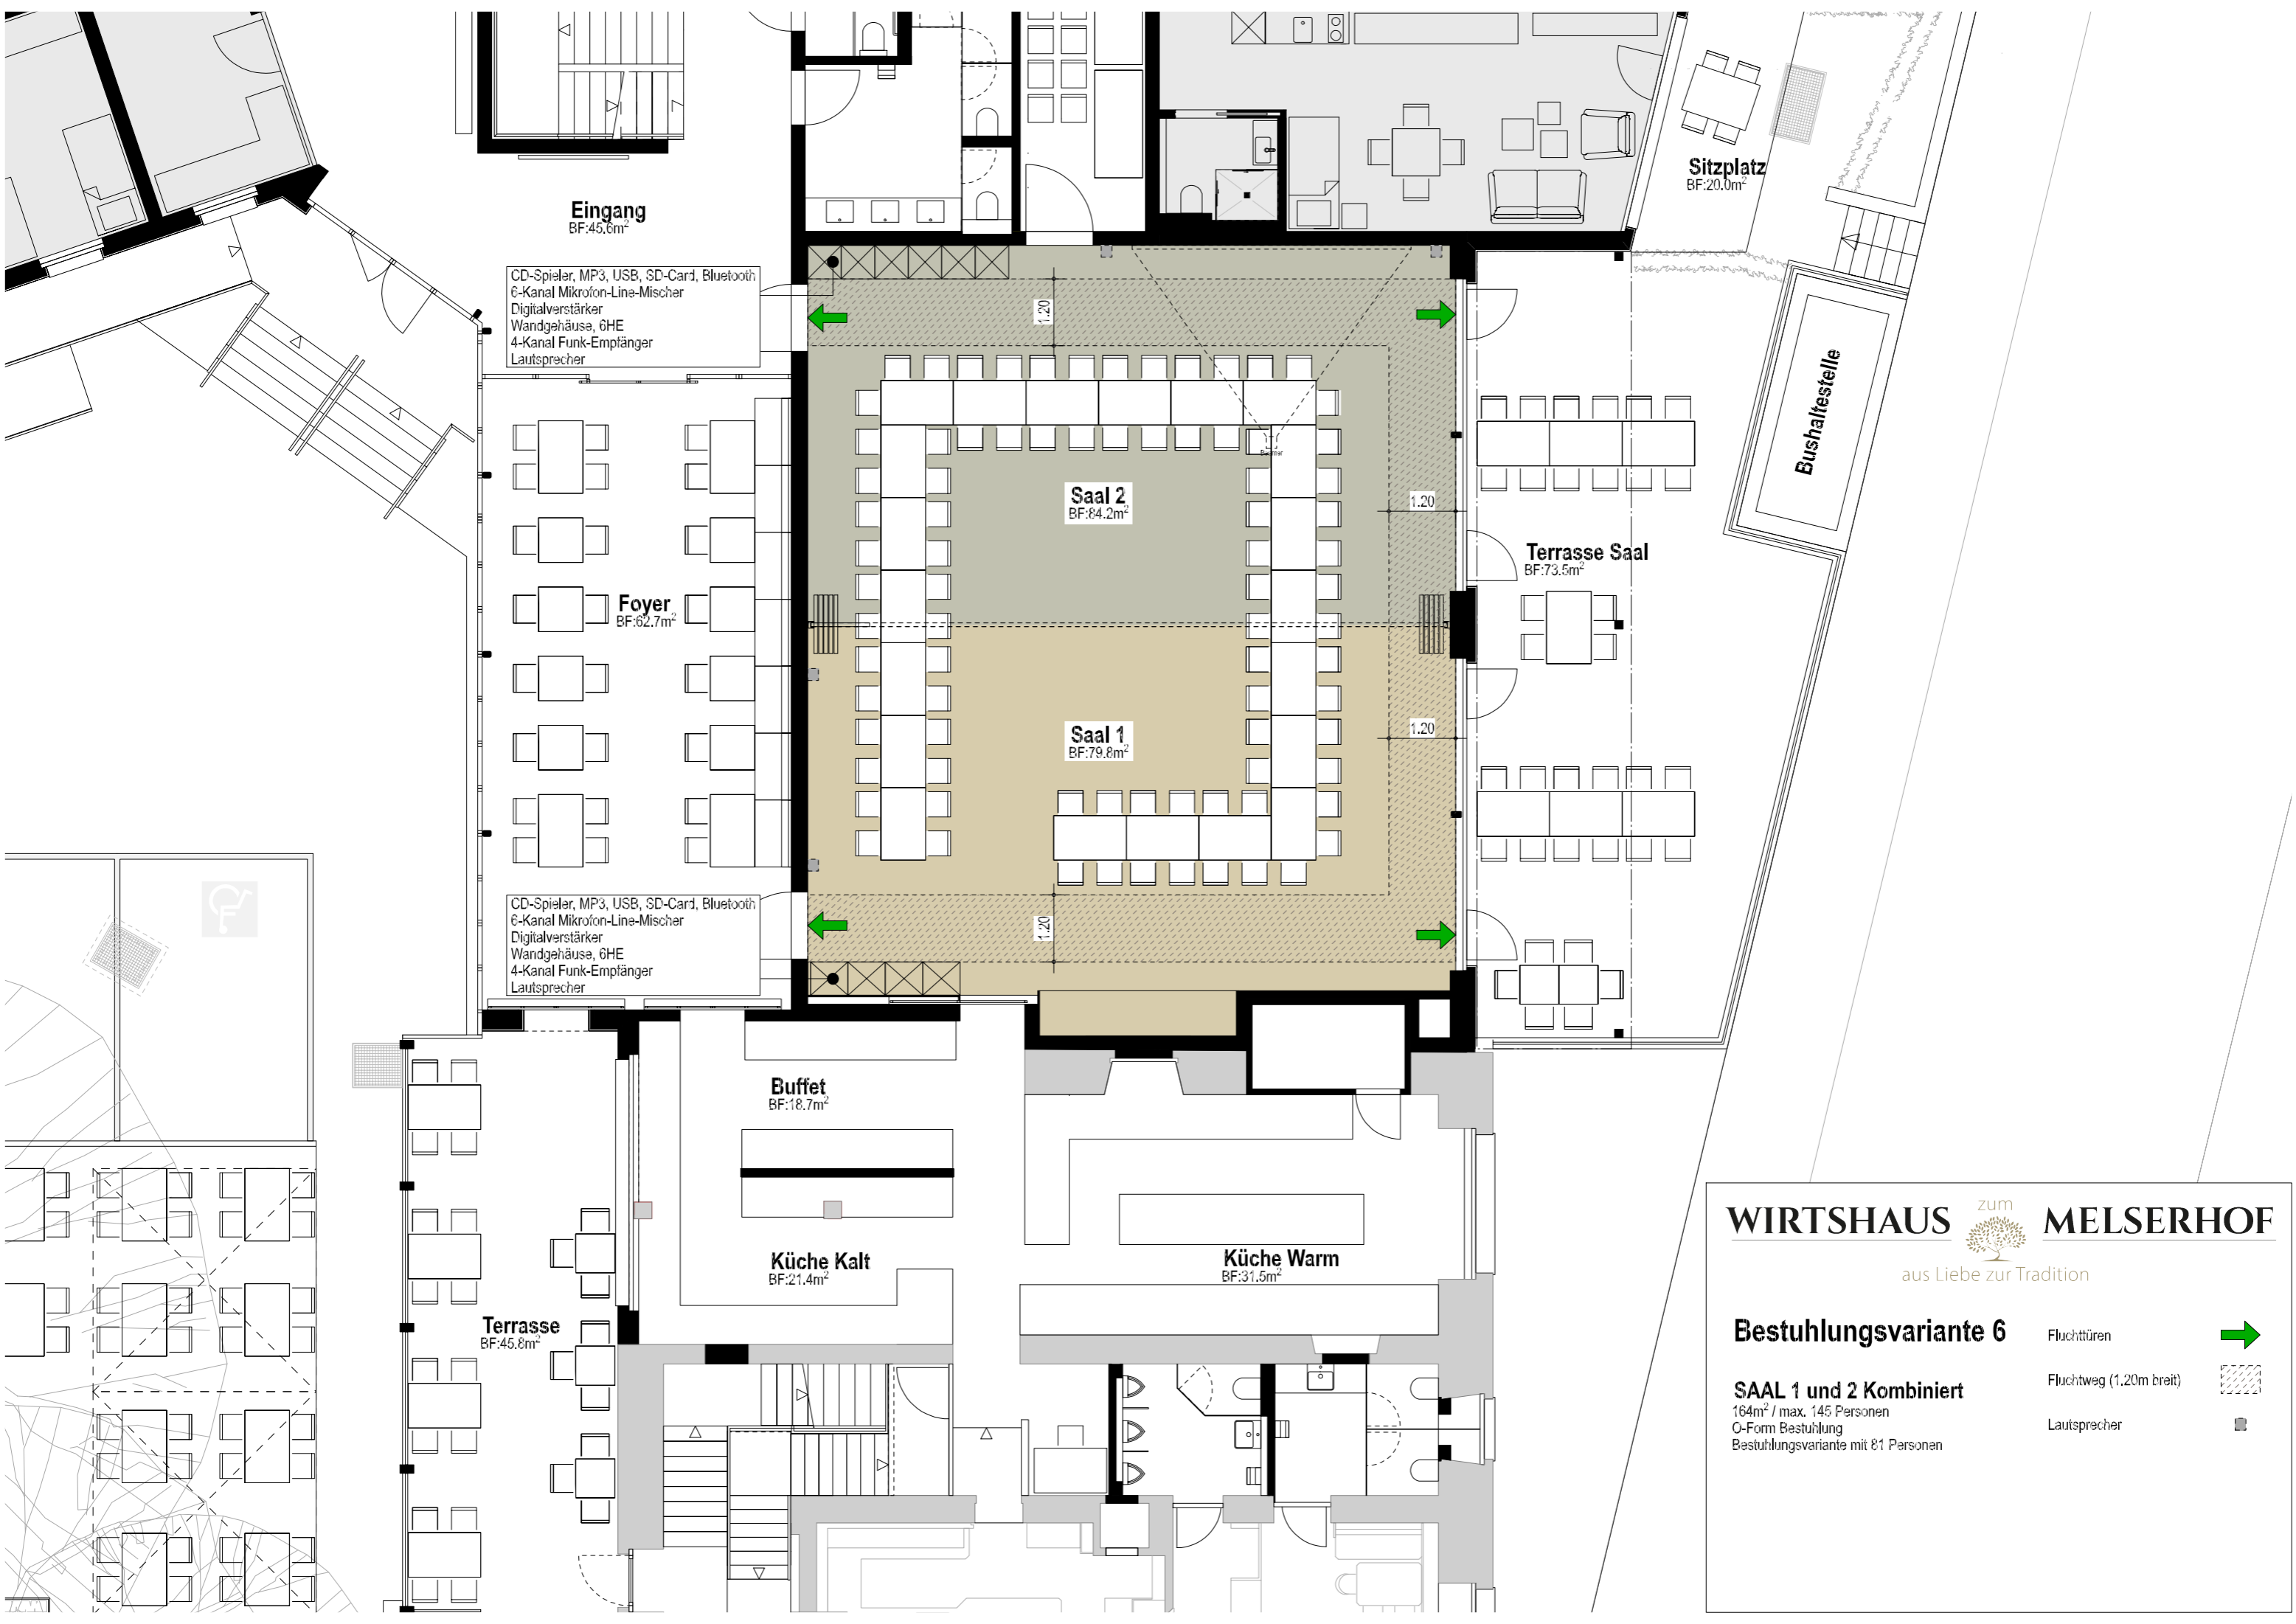 Sitzplatz
BF:20.0m²
Eingang
BF:45.6m²
CD-Spieler, MP3, USB, SD-Card, Bluetooth
6-Kanal Mikrofon-Line-Mischer
Digitalverstärker
Wandgehäuse, 6HE
4-Kanal Funk-Empfänger
Lautsprecher
1.20
Bushaltestelle
Beamer
Saal 2
BF:84.2m²
1.20
Terrasse Saal
BF:73.5m²
Foyer
BF:62.7m²
Saal 1
BF:79.8m²
1.20
CD-Spieler, MP3, USB, SD-Card, Bluetooth
6-Kanal Mikrofon-Line-Mischer
Digitalverstärker
Wandgehäuse, 6HE
4-Kanal Funk-Empfänger
Lautsprecher
1.20
Buffet
BF:18.7m²
Küche Kalt
BF:21.4m²
Küche Warm
BF:31.5m²
Terrasse
BF:45.8m²
WIRTSHAUS zum MELSERHOF
aus Liebe zur Tradition
Bestuhlungsvariante 6
Fluchttüren
Fluchtweg (1.20m breit)
Lautsprecher
SAAL 1 und 2 Kombiniert
164m² / max. 145 Personen
O-Form Bestuhlung
Bestuhlungsvariante mit 81 Personen